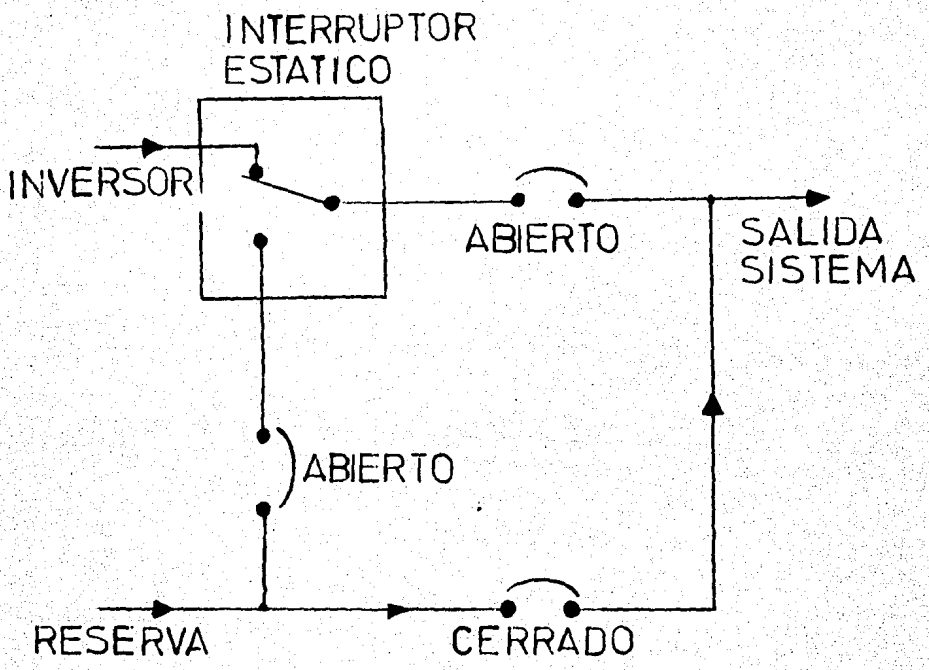 INTERRUPTOR
ESTATICO
INVERSOR
ABIERTO
SALIDA
SISTEMA
ABIERTO
RESERVA
CERRADO